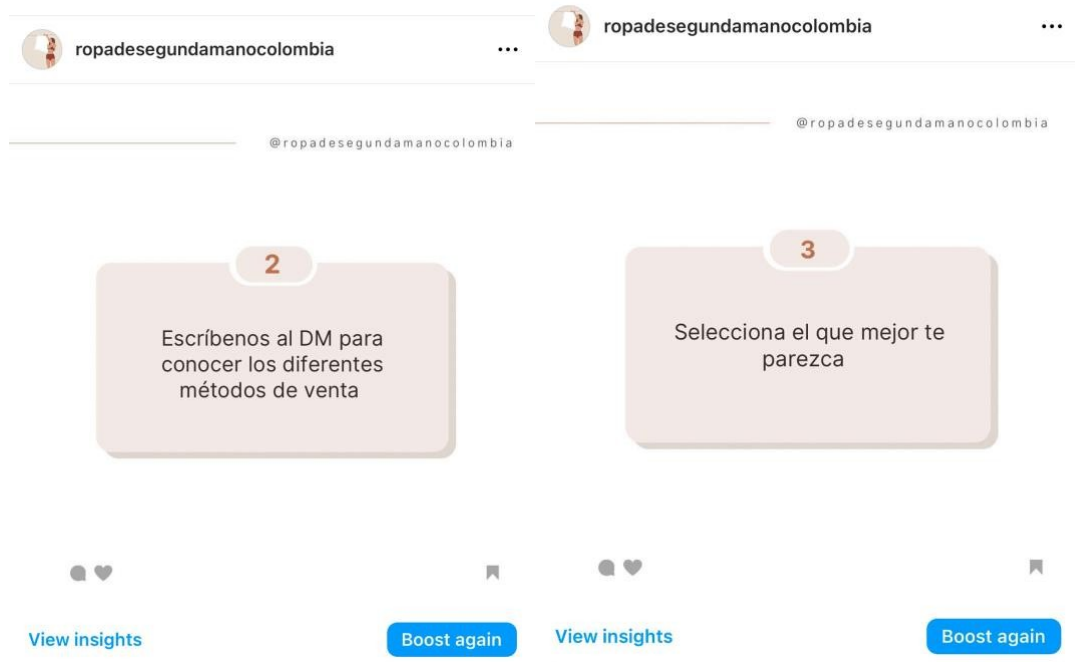 ropadesegundamanocolombia
@ropadesegundamanocolombia
2
Escríbenos al DM para
conocer los diferentes
métodos de venta
View insights
Boost again
ropadesegundamanocolombia
@ropadesegundamanocolombia
3
Selecciona el que mejor te
parezca
View insights
Boost again